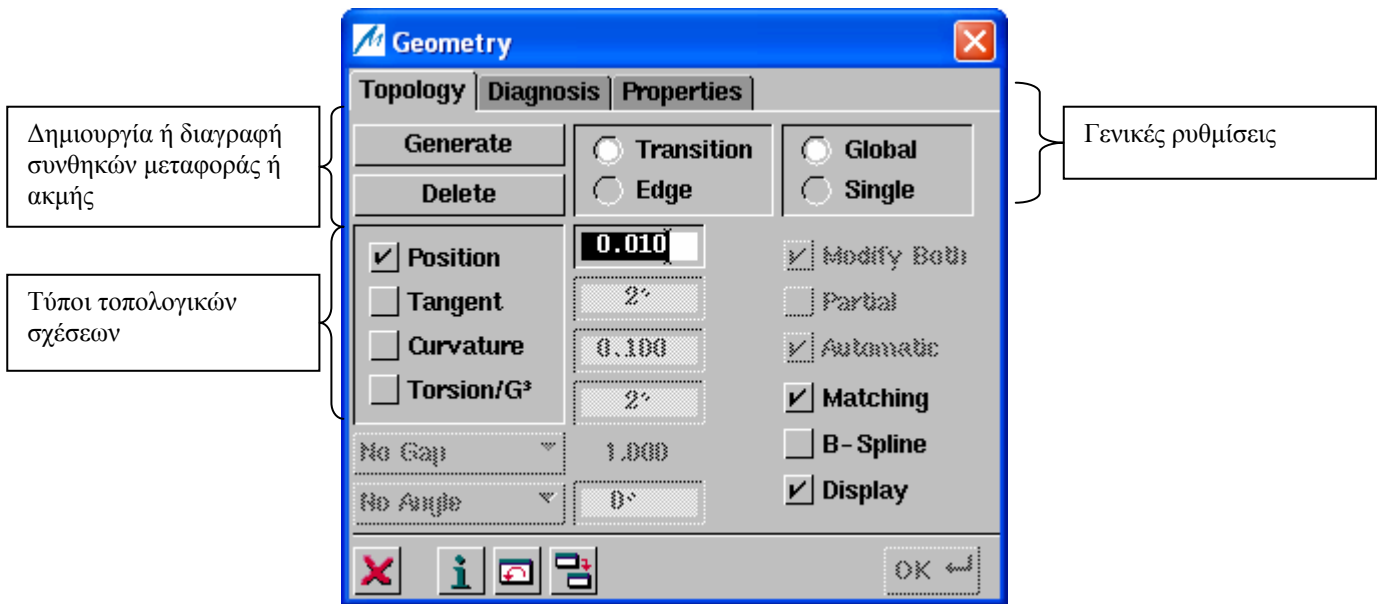 Geometry
Topology Diagnosis Properties
Δημιουργία ή διαγραφή
συνθηκών μεταφοράς ή
ακμής
Generate
Delete
Transition
Edge
Global
Single
Γενικές ρυθμίσεις
Τύποι τοπολογικών
σχέσεων
Position 0.010 Modify Both
Tangent 2° Partial
Curvature 0.100 Automatic
Torsion/G³ 2° Matching
No Gap 1.000 B-Spline
No Angle 0° Display
OK